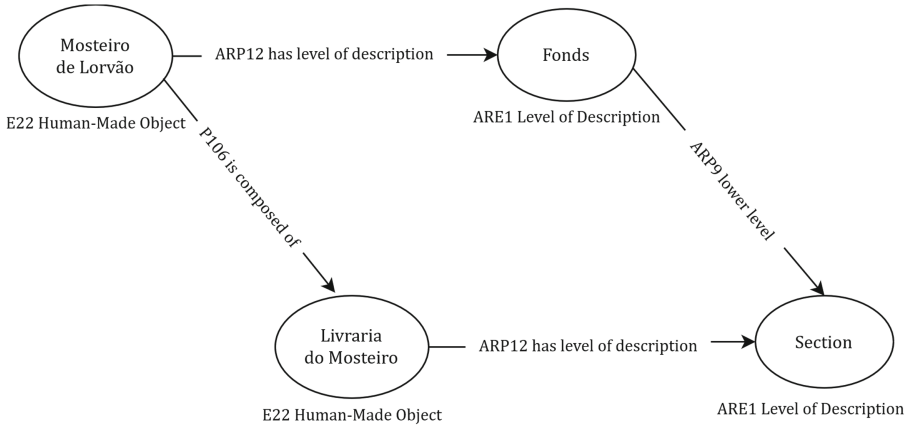 Mosteiro
de Lorvão
ARP12 has level of description
Fonds
E22 Human-Made Object
ARE1 Level of Description
P106 is composed of
ARP9 lower level
Livraria
do Mosteiro
ARP12 has level of description
Section
E22 Human-Made Object
ARE1 Level of Description